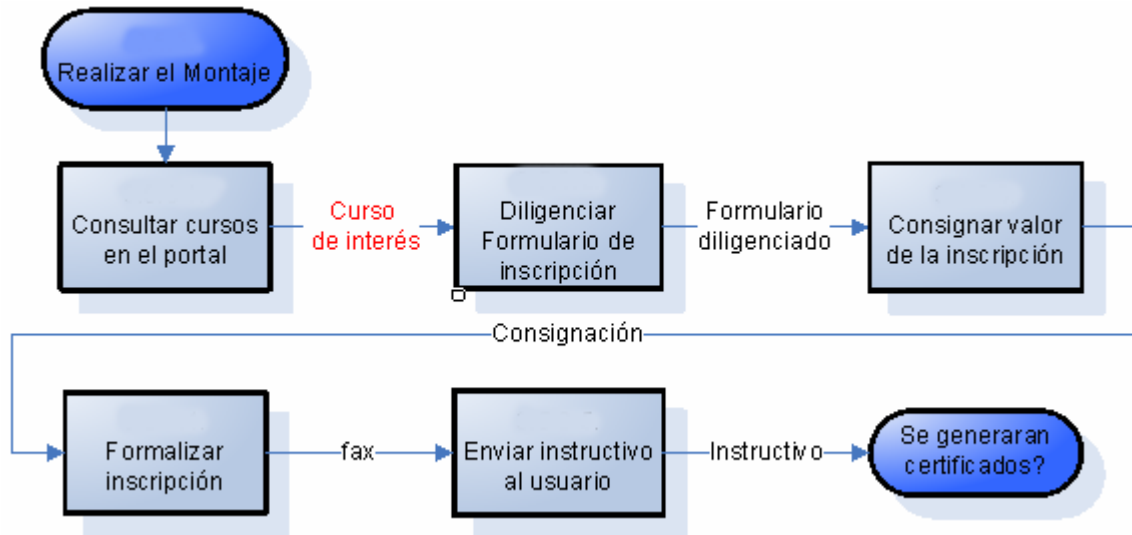 Realizar el Montaje
Consultar cursos
en el portal
Curso
de interés
Diligenciar
Formulario de
inscripción
Formulario
diligenciado
Consignar valor
de la inscripción
Consignación
Formalizar
inscripción
fax
Enviar instructivo
al usuario
Instructivo
Se generaran
certificados?